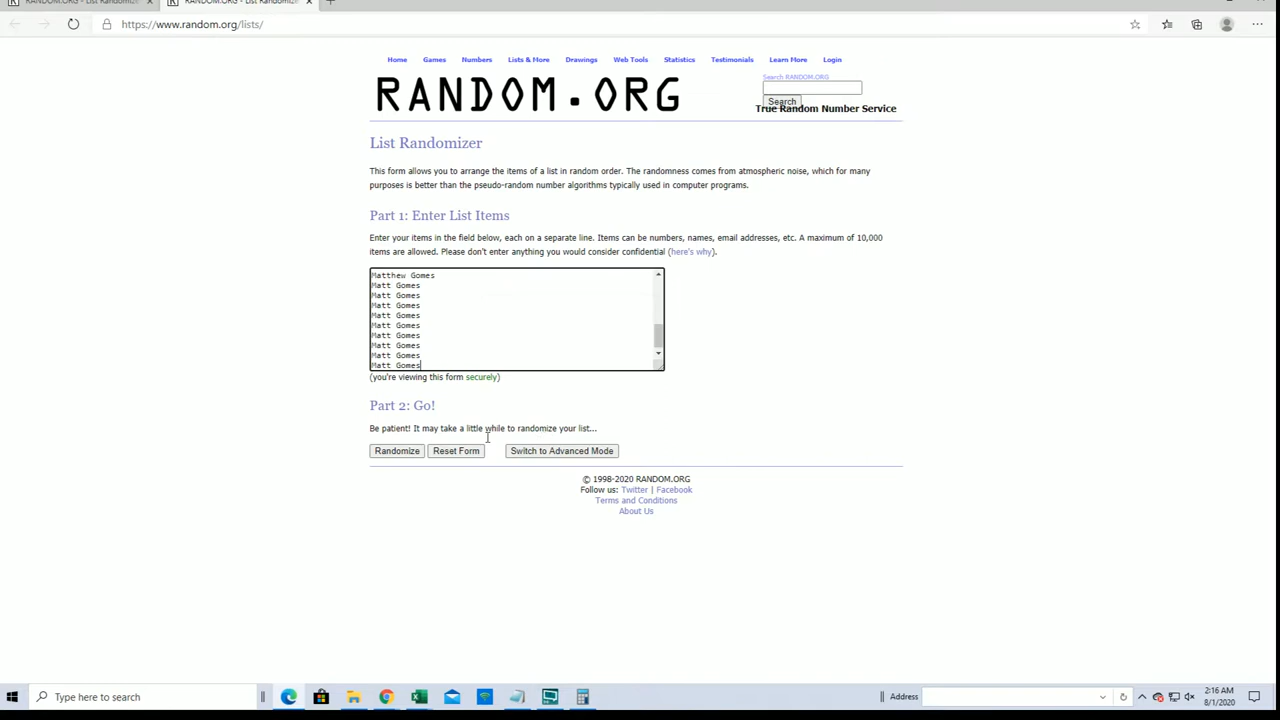 RANDOM.ORG - List Randomizer
RANDOM.ORG - List Randomizer
https://www.random.org/lists/
Home Games Numbers Lists & More Drawings Web Tools Statistics Testimonials Learn More Login
RANDOM.ORG
Search RANDOM.ORG
Search
True Random Number Service
List Randomizer
This form allows you to arrange the items of a list in random order. The randomness comes from atmospheric noise, which for many
purposes is better than the pseudo-random number algorithms typically used in computer programs.
Part 1: Enter List Items
Enter your items in the field below, each on a separate line. Items can be numbers, names, email addresses, etc. A maximum of 10,000
items are allowed. Please don't enter anything you would consider confidential (here's why).
Matthew Gomes
Matt Gomes
Matt Gomes
Matt Gomes
Matt Gomes
Matt Gomes
Matt Gomes
Matt Gomes
Matt Gomes
Matt Gomes
(you're viewing this form securely)
Part 2: Go!
Be patient! It may take a little while to randomize your list...
Randomize Reset Form Switch to Advanced Mode
© 1998-2020 RANDOM.ORG
Follow us: Twitter | Facebook
Terms and Conditions
About Us
Type here to search
Address
2:16 AM
8/1/2020